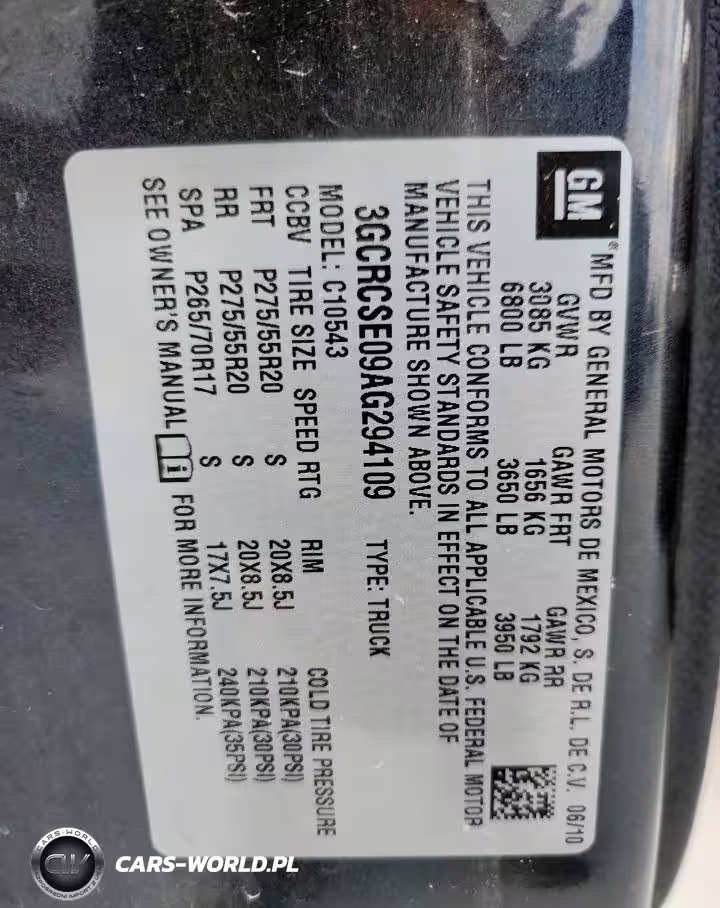 GM
® MFD BY GENERAL MOTORS DE MEXICO, S. DE R.L. DE C.V. 06/10
GVWR GAWR FRT GAWR RR
3085 KG 1656 KG 1792 KG
6800 LB 3650 LB 3950 LB
THIS VEHICLE CONFORMS TO ALL APPLICABLE U.S. FEDERAL MOTOR
VEHICLE SAFETY STANDARDS IN EFFECT ON THE DATE OF
MANUFACTURE SHOWN ABOVE.
3GCRCSE09AG294109 TYPE: TRUCK
MODEL: C10543
CCBV TIRE SIZE SPEED RTG RIM COLD TIRE PRESSURE
FRT P275/55R20 S 20X8.5J 210KPA(30PSI)
RR P275/55R20 S 20X8.5J 210KPA(30PSI)
SPA P265/70R17 S 17X7.5J 240KPA(35PSI)
SEE OWNER'S MANUAL FOR MORE INFORMATION.
CARS-WORLD
CW
CARS-WORLD.PL